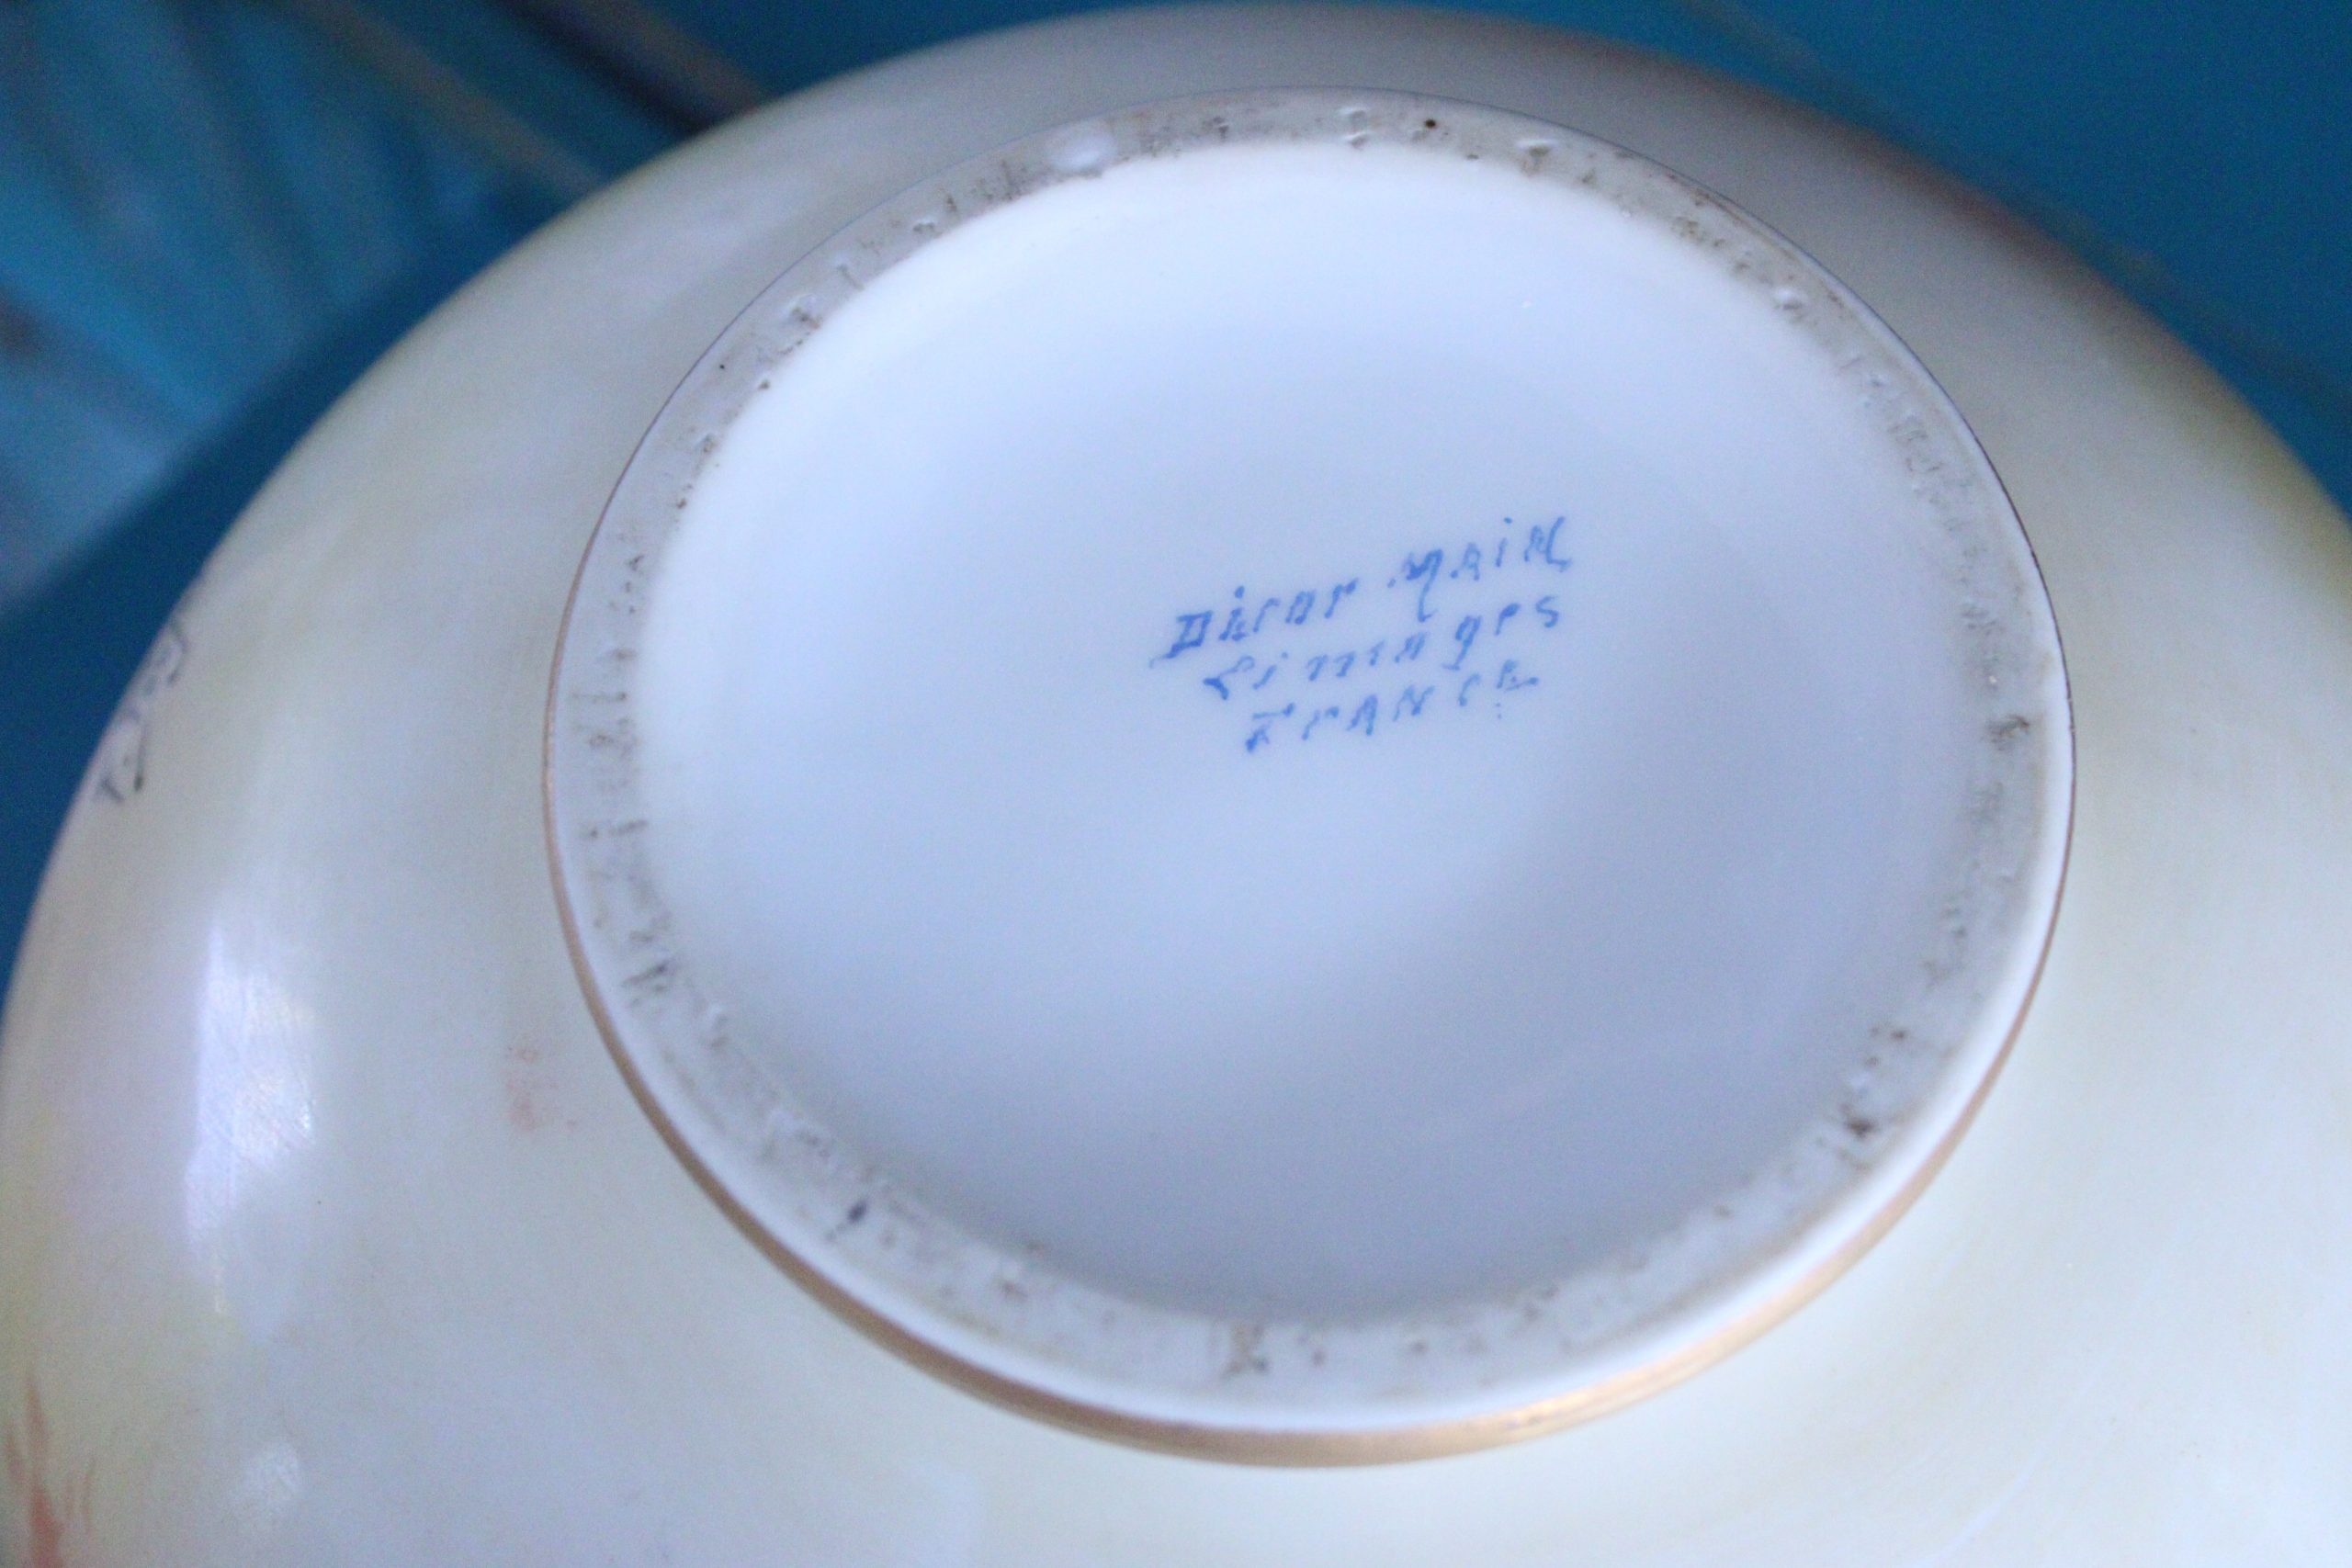 Décor Main
Limoges
FRANCE